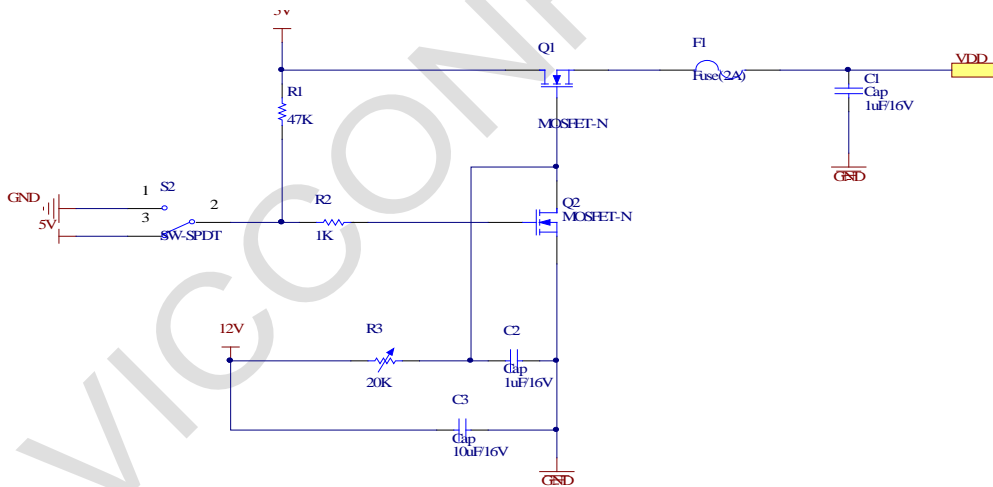 5V
Q1
F1
VDD
Fuse(2A)
C1
Cap
1uF/16V
R1
47K
MOSFET-N
GND
1
S2
2
R2
Q2
MOSFET-N
GND
3
5V
SW-SPDT
1K
12V
R3
C2
20K
Cap
1uF/16V
C3
Cap
10uF/16V
GND
VICCON